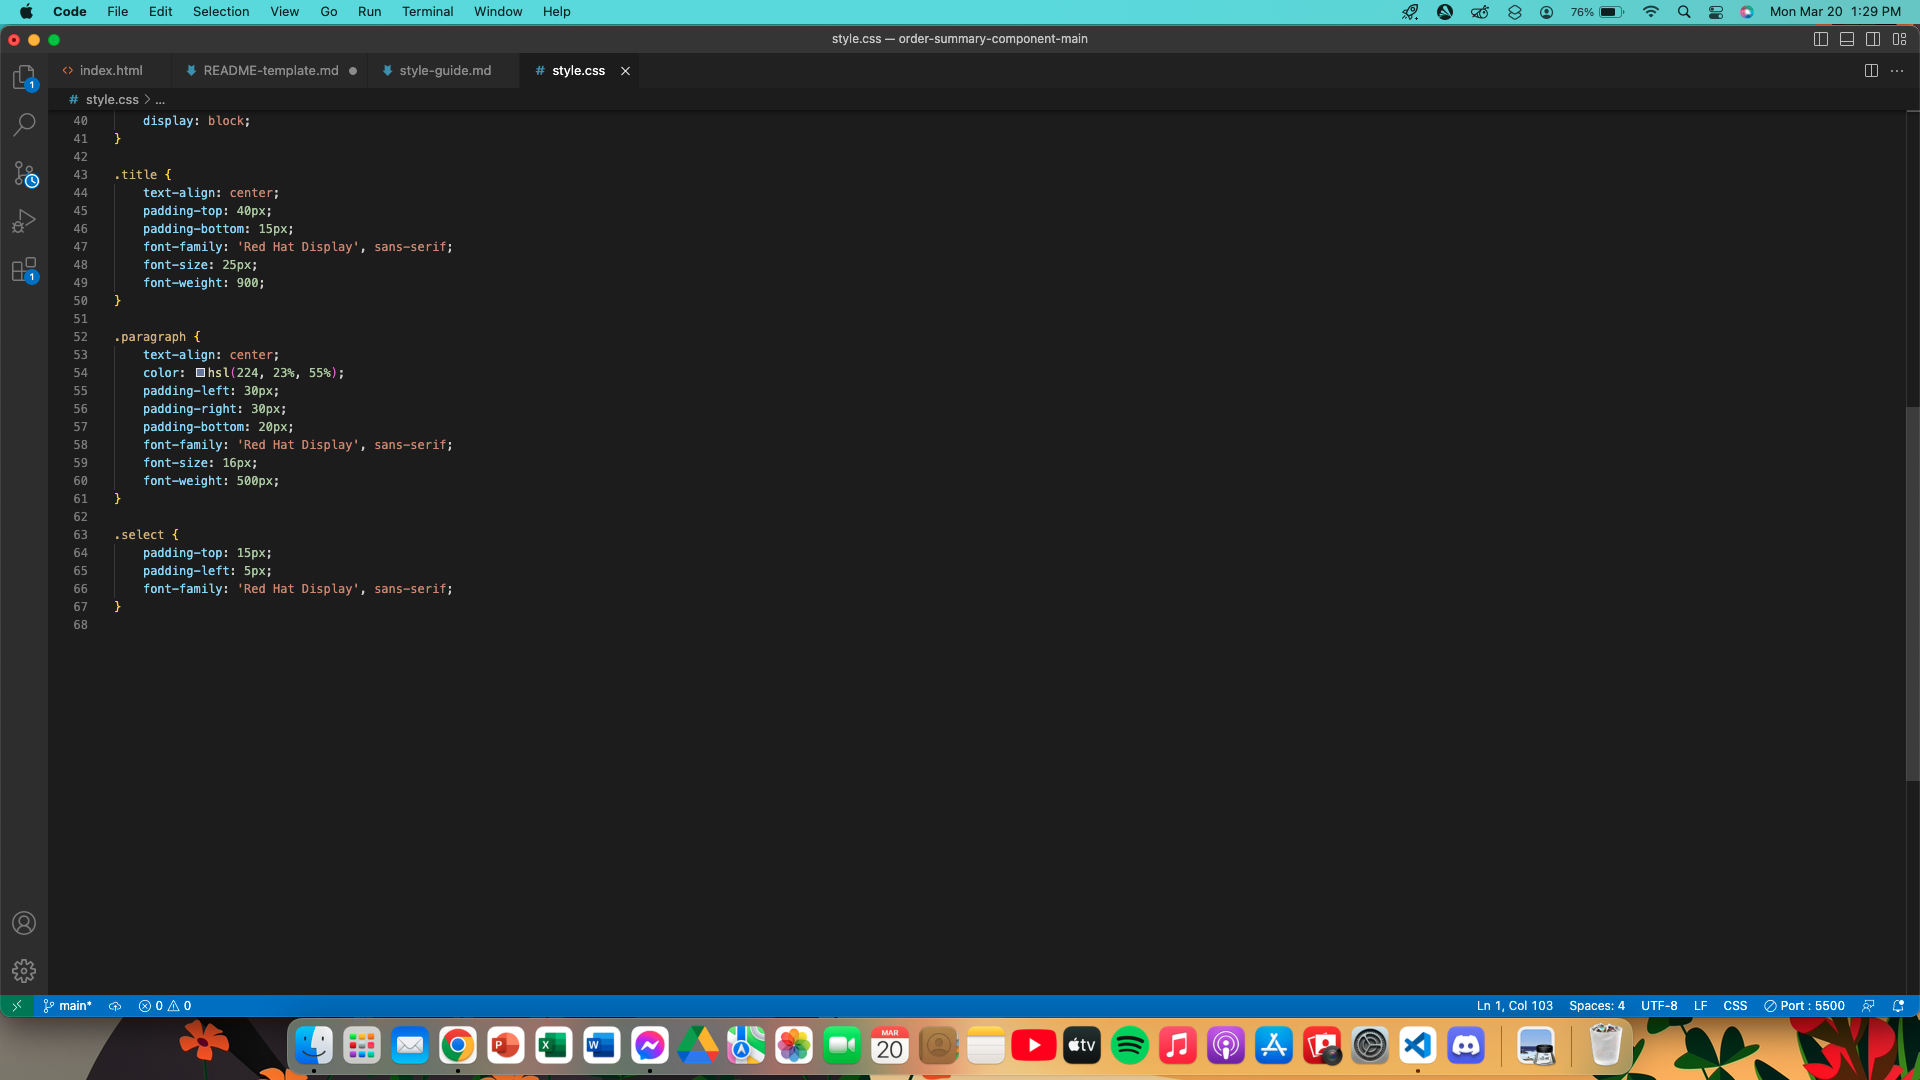 Code File Edit Selection View Go Run Terminal Window Help 76% Mon Mar 20 1:29 PM
style.css — order-summary-component-main
<> index.html README-template.md style-guide.md # style.css
# style.css > ...
40 display: block;
41 }
42
43 .title {
44 text-align: center;
45 padding-top: 40px;
46 padding-bottom: 15px;
47 font-family: 'Red Hat Display', sans-serif;
48 font-size: 25px;
49 font-weight: 900;
50 }
51
52 .paragraph {
53 text-align: center;
54 color: hsl(224, 23%, 55%);
55 padding-left: 30px;
56 padding-right: 30px;
57 padding-bottom: 20px;
58 font-family: 'Red Hat Display', sans-serif;
59 font-size: 16px;
60 font-weight: 500px;
61 }
62
63 .select {
64 padding-top: 15px;
65 padding-left: 5px;
66 font-family: 'Red Hat Display', sans-serif;
67 }
68
1
1
main* 0 0 Ln 1, Col 103 Spaces: 4 UTF-8 LF CSS Port : 5500
P X W MAR 20 tv